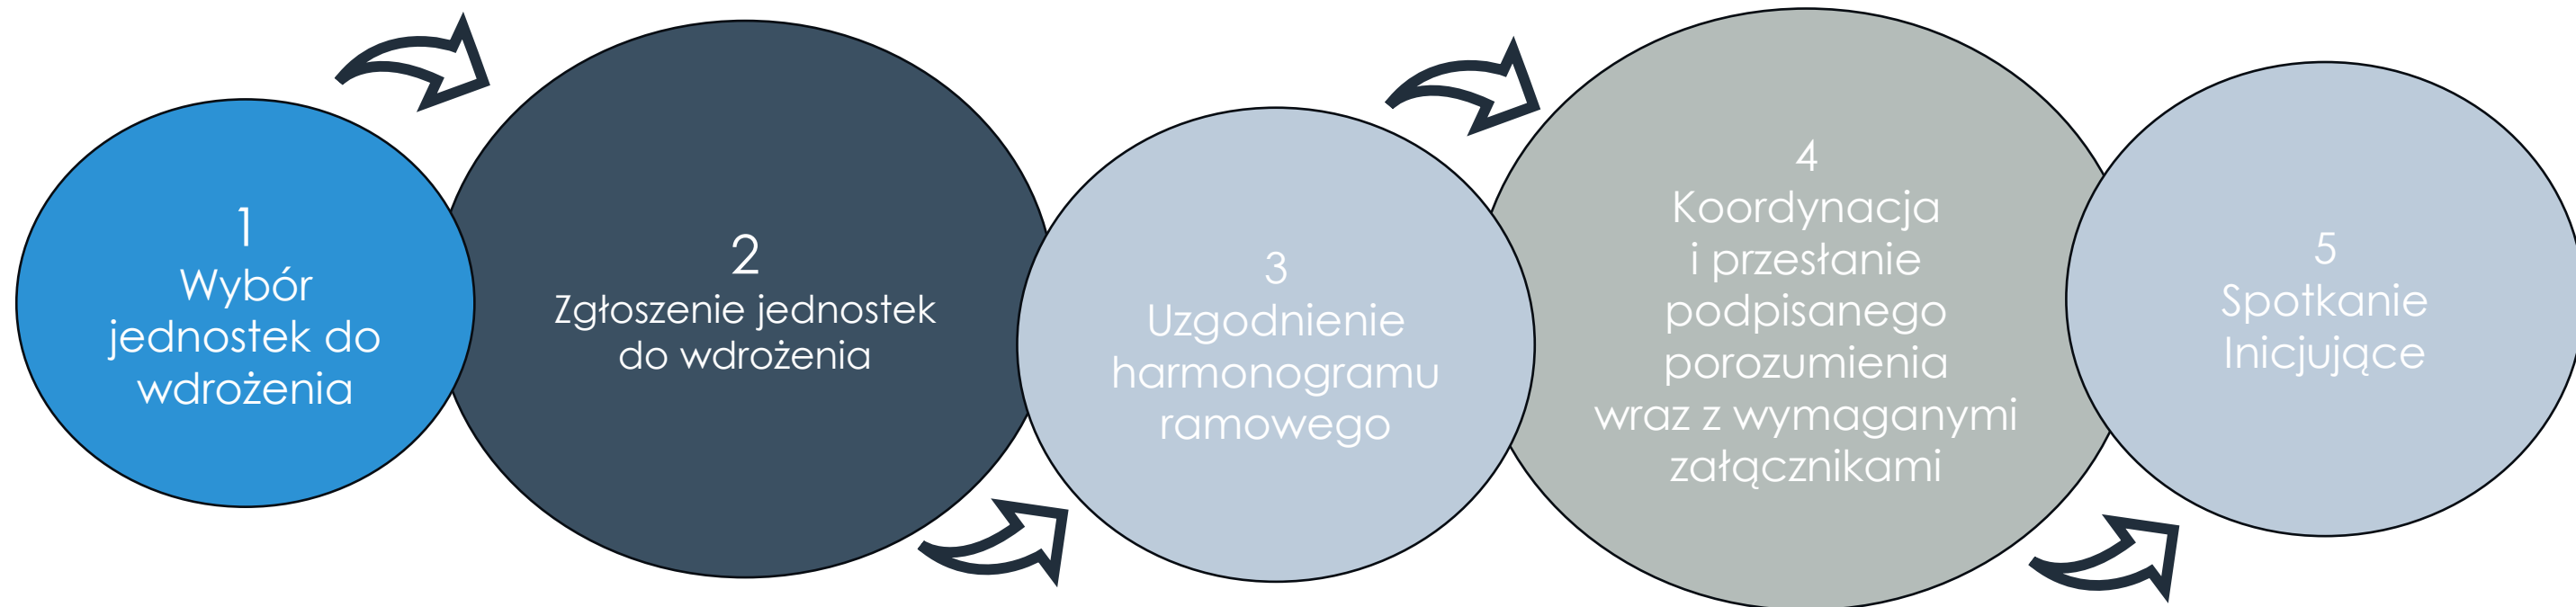 1
Wybór
jednostek do
wdrożenia
2
Zgłoszenie jednostek
do wdrożenia
3
Uzgodnienie
harmonogramu
ramowego
4
Koordynacja
i przesłanie
podpisanego
porozumienia
wraz z wymaganymi
załącznikami
5
Spotkanie
Inicjujące